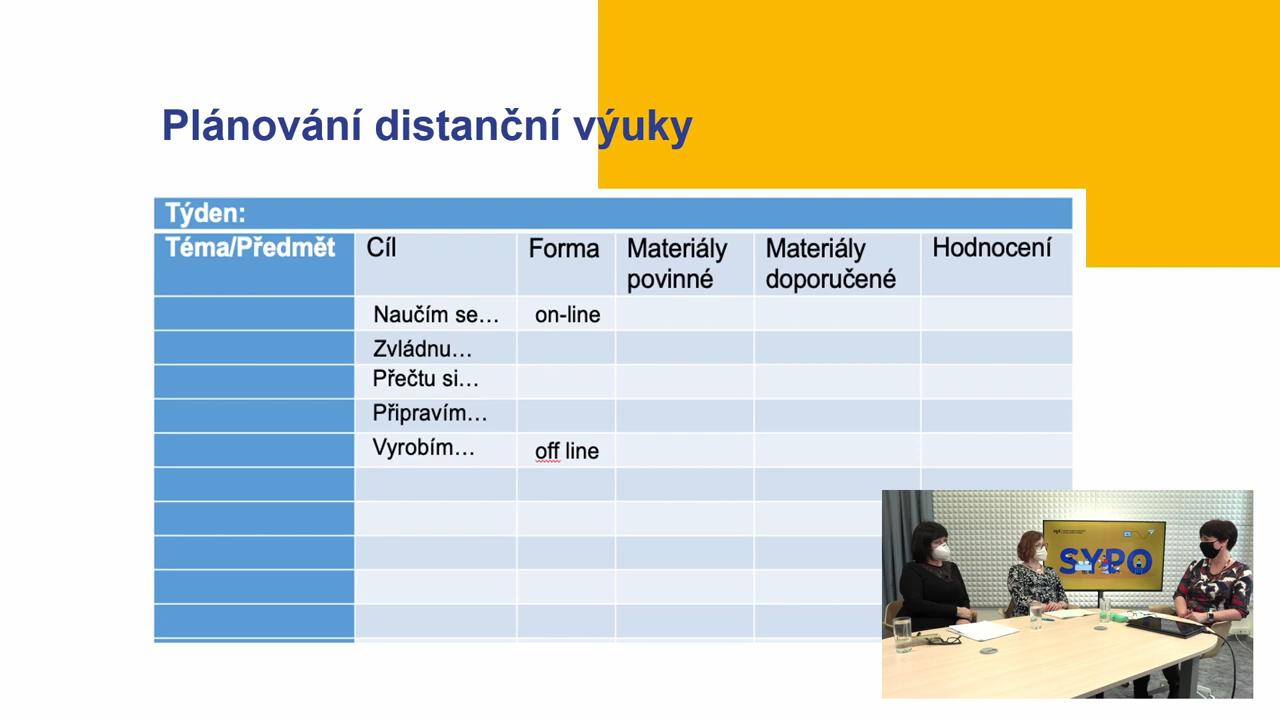 Plánování distanční výuky
Týden:
Téma/Předmět Cíl Forma Materiály povinné Materiály doporučené Hodnocení
Naučím se… on-line
Zvládnu…
Přečtu si…
Připravím…
Vyrobím… off line
SYPO